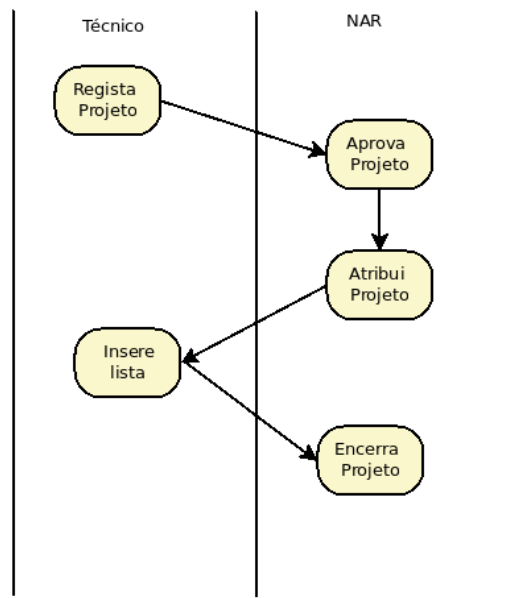 Técnico
NAR
Regista
Projeto
Aprova
Projeto
Atribui
Projeto
Insere
lista
Encerra
Projeto